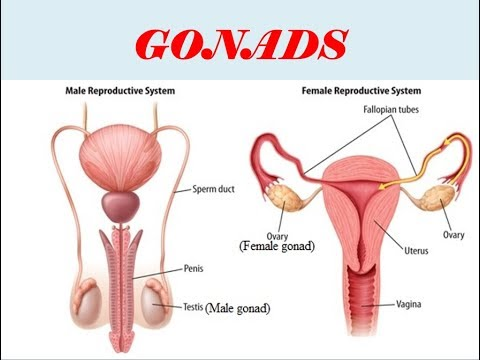 GONADS
Male Reproductive System
Sperm duct
Penis
Testis (Male gonad)
Female Reproductive System
Fallopian tubes
Ovary
(Female gonad)
Ovary
Uterus
Vagina